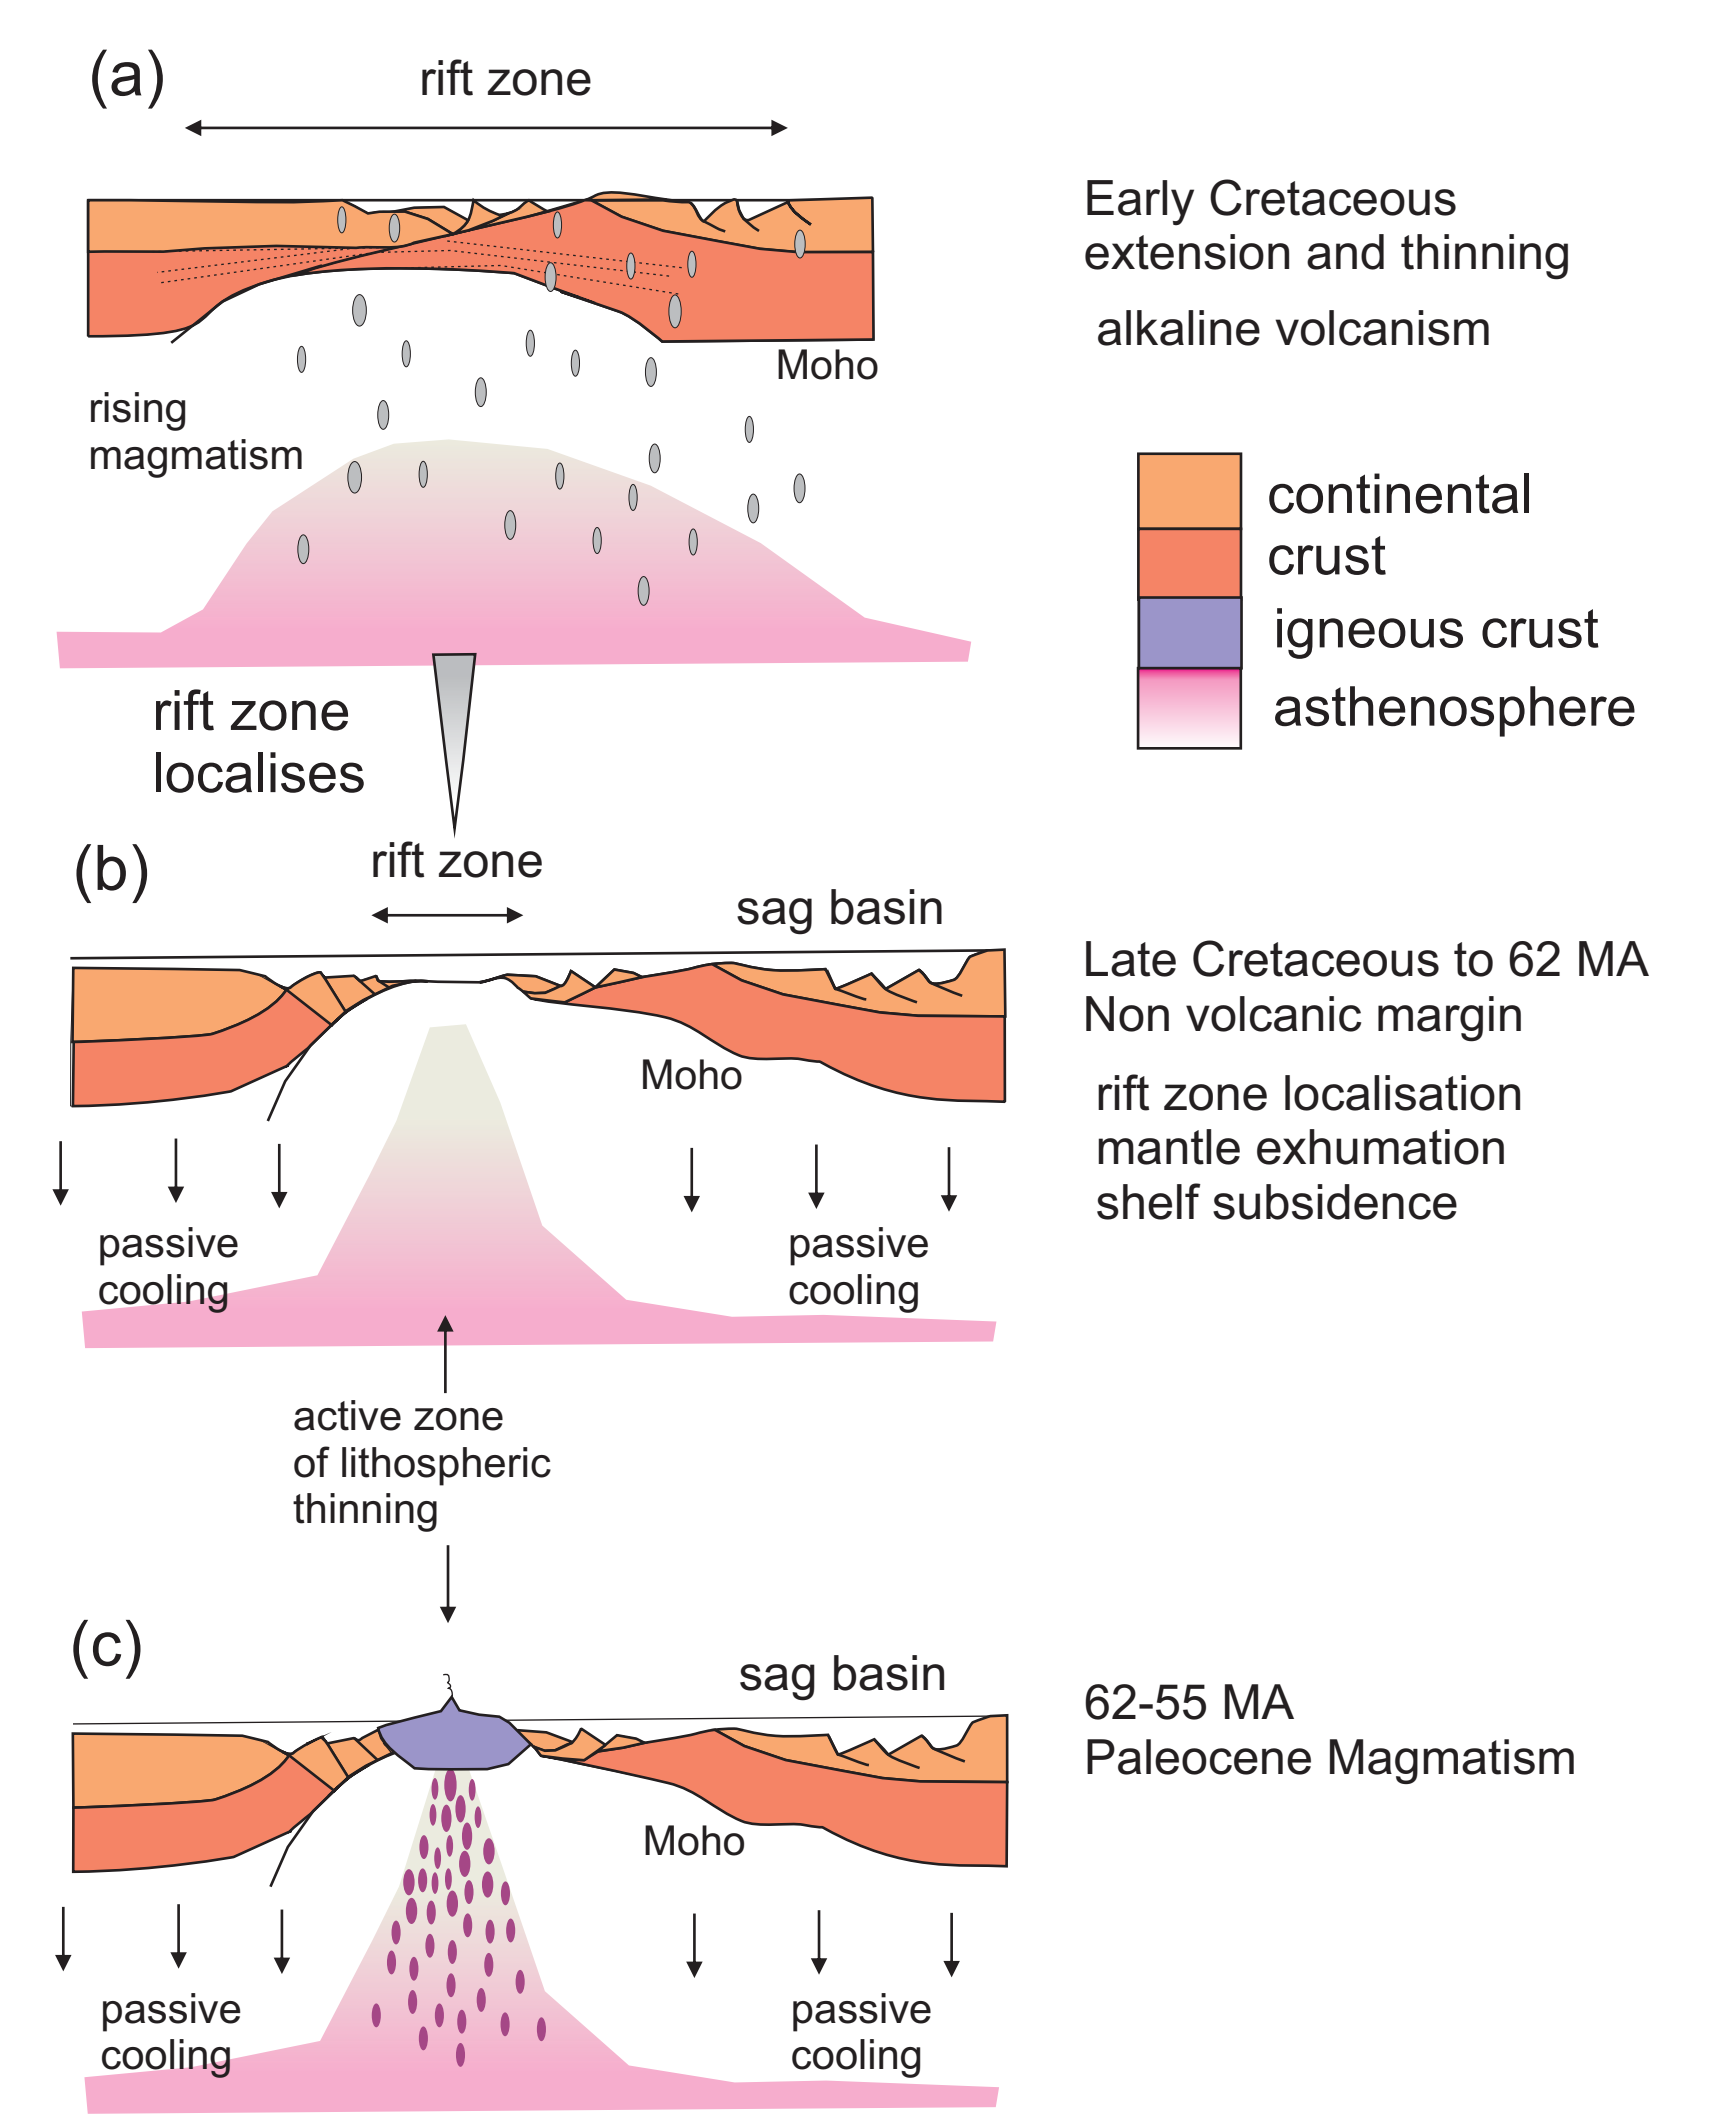 (a)
rift zone
Early Cretaceous
extension and thinning
alkaline volcanism
Moho
rising
magmatism
continental
crust
igneous crust
asthenosphere
rift zone
localises
(b)
rift zone
sag basin
Late Cretaceous to 62 MA
Non volcanic margin
Moho
rift zone localisation
mantle exhumation
shelf subsidence
passive
cooling
passive
cooling
active zone
of lithospheric
thinning
(c)
sag basin
62-55 MA
Paleocene Magmatism
Moho
passive
cooling
passive
cooling